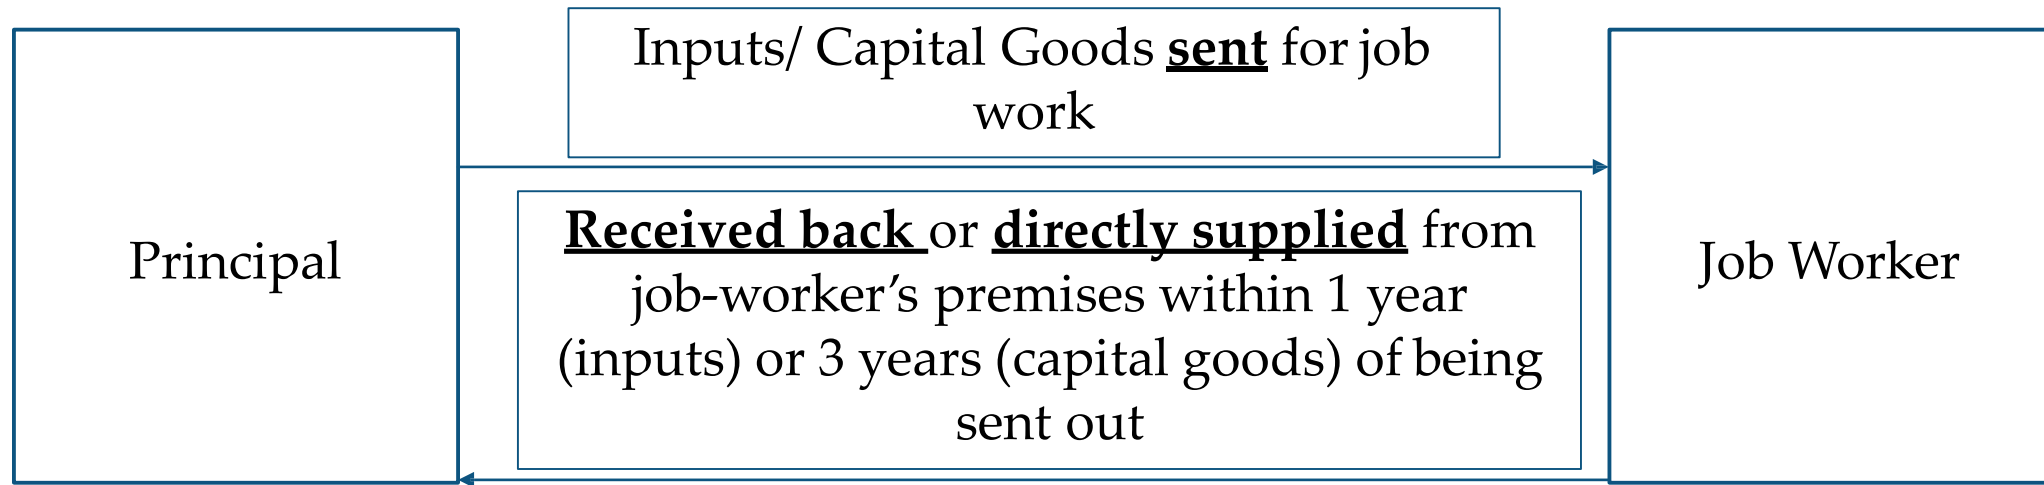 Inputs/ Capital Goods sent for job
work
Principal
Received back or directly supplied from
job-worker’s premises within 1 year
(inputs) or 3 years (capital goods) of being
sent out
Job Worker